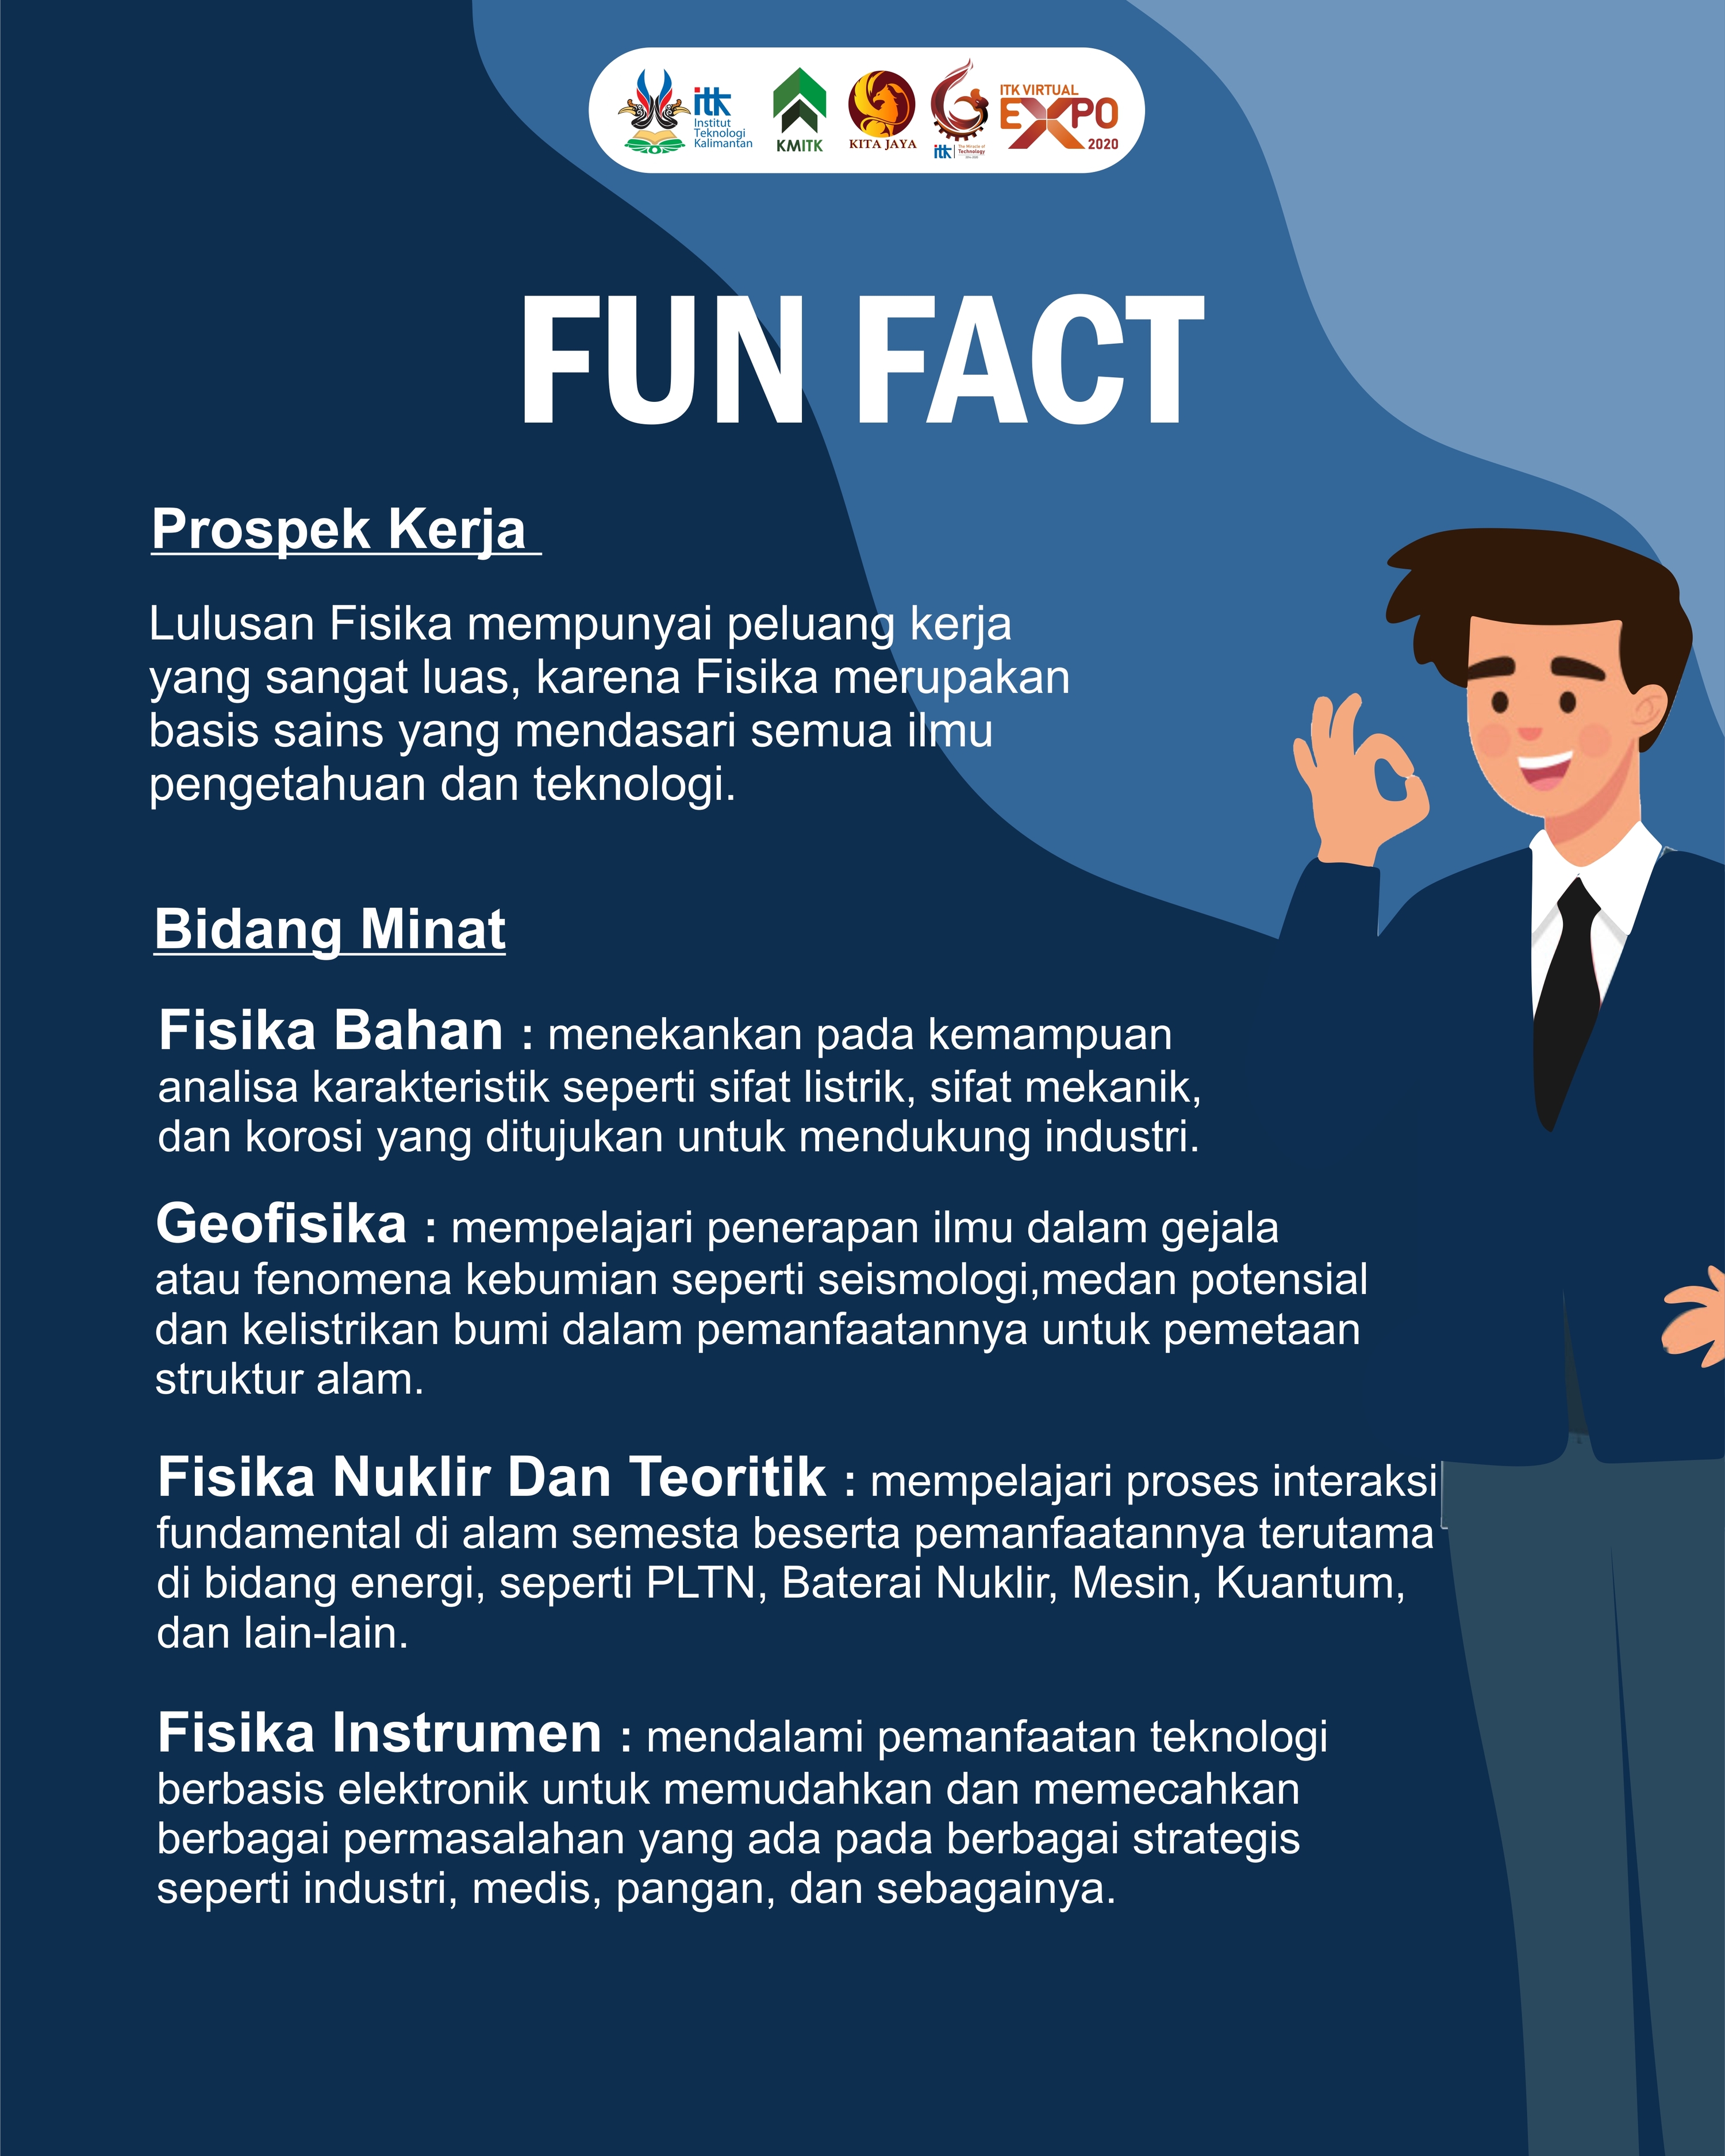 itk
Institut
Teknologi
Kalimantan
KMITK
KITA JAYA
itk
The Miracle of
Technology
ITK VIRTUAL
EXPO
2020
FUN FACT
Prospek Kerja
Lulusan Fisika mempunyai peluang kerja
yang sangat luas, karena Fisika merupakan
basis sains yang mendasari semua ilmu
pengetahuan dan teknologi.
Bidang Minat
Fisika Bahan : menekankan pada kemampuan
analisa karakteristik seperti sifat listrik, sifat mekanik,
dan korosi yang ditujukan untuk mendukung industri.
Geofisika : mempelajari penerapan ilmu dalam gejala
atau fenomena kebumian seperti seismologi,medan potensial
dan kelistrikan bumi dalam pemanfaatannya untuk pemetaan
struktur alam.
Fisika Nuklir Dan Teoritik : mempelajari proses interaksi
fundamental di alam semesta beserta pemanfaatannya terutama
di bidang energi, seperti PLTN, Baterai Nuklir, Mesin, Kuantum,
dan lain-lain.
Fisika Instrumen : mendalami pemanfaatan teknologi
berbasis elektronik untuk memudahkan dan memecahkan
berbagai permasalahan yang ada pada berbagai strategis
seperti industri, medis, pangan, dan sebagainya.